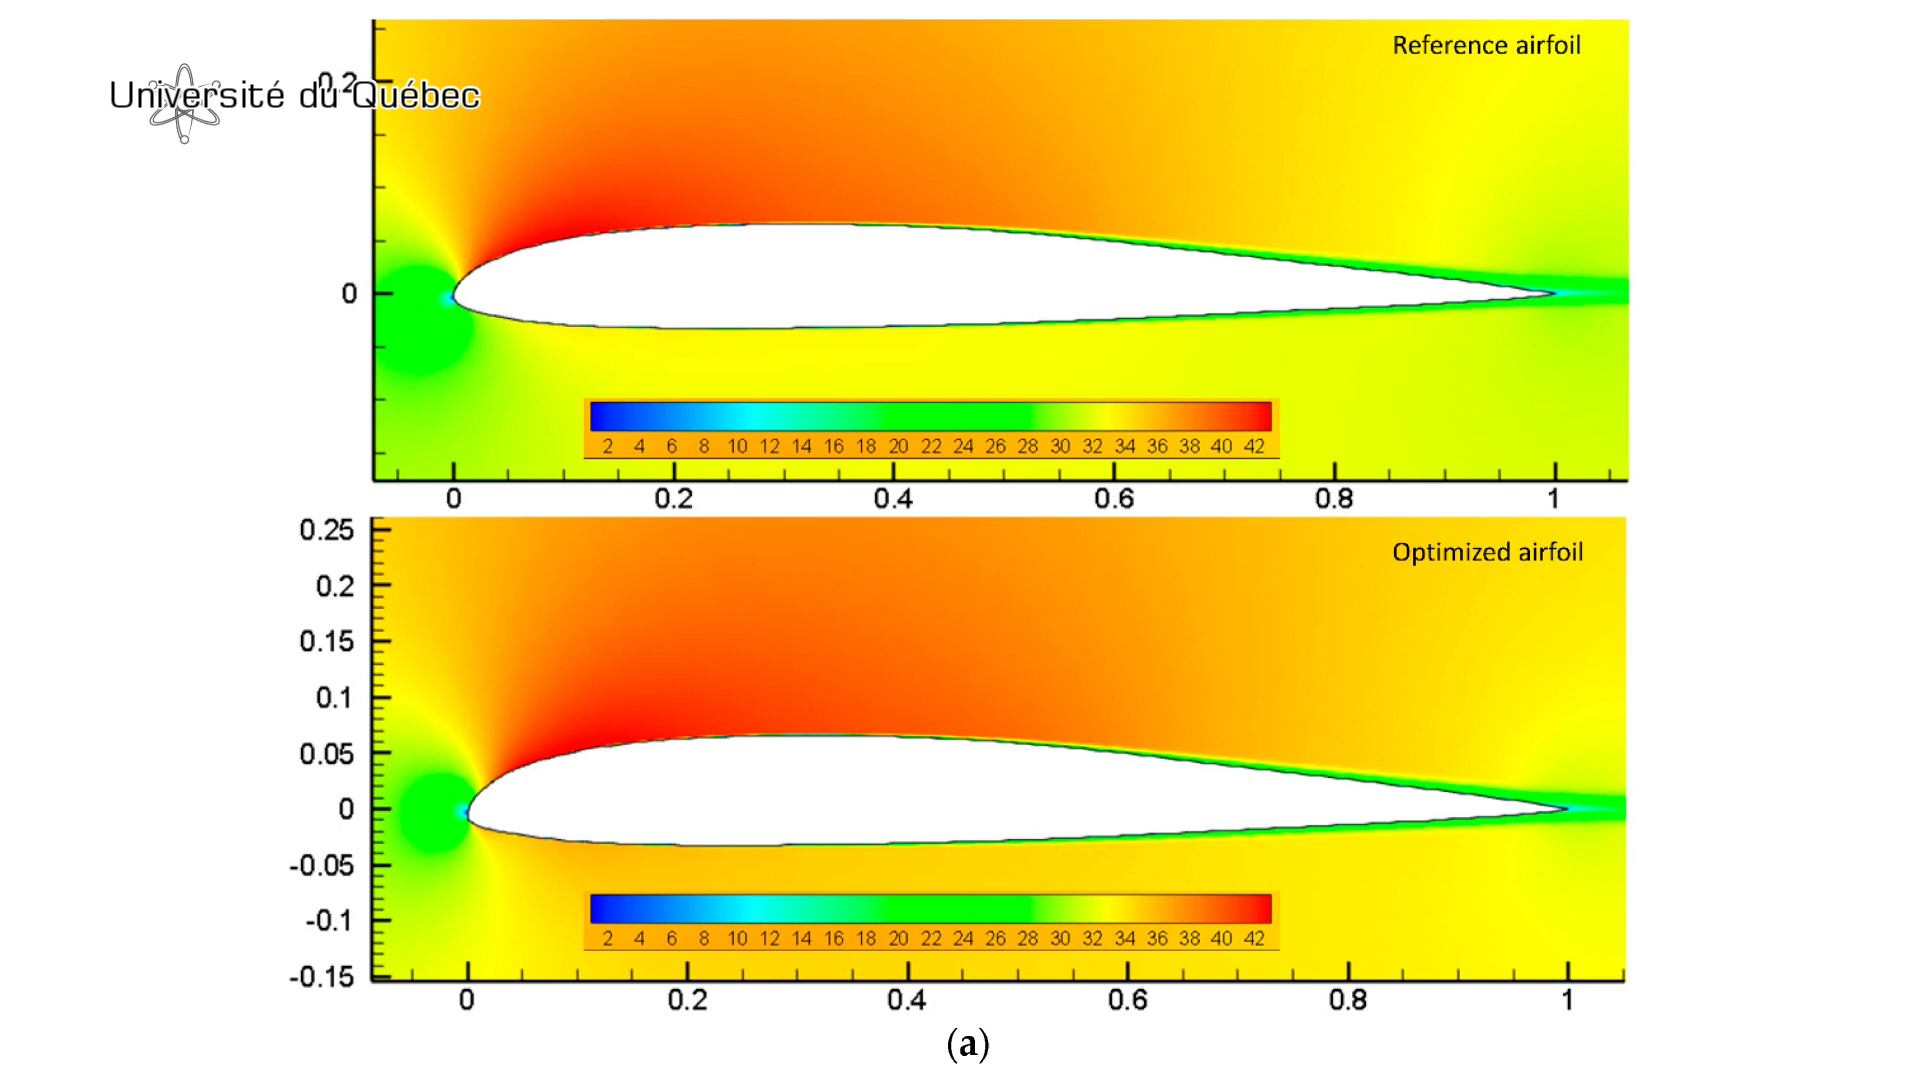 Reference airfoil
0.2
Université du Québec
0
2 4 6 8 10 12 14 16 18 20 22 24 26 28 30 32 34 36 38 40 42
0 0.2 0.4 0.6 0.8 1
0.25
Optimized airfoil
0.2
0.15
0.1
0.05
0
-0.05
-0.1
2 4 6 8 10 12 14 16 18 20 22 24 26 28 30 32 34 36 38 40 42
-0.15
0 0.2 0.4 0.6 0.8 1
(a)